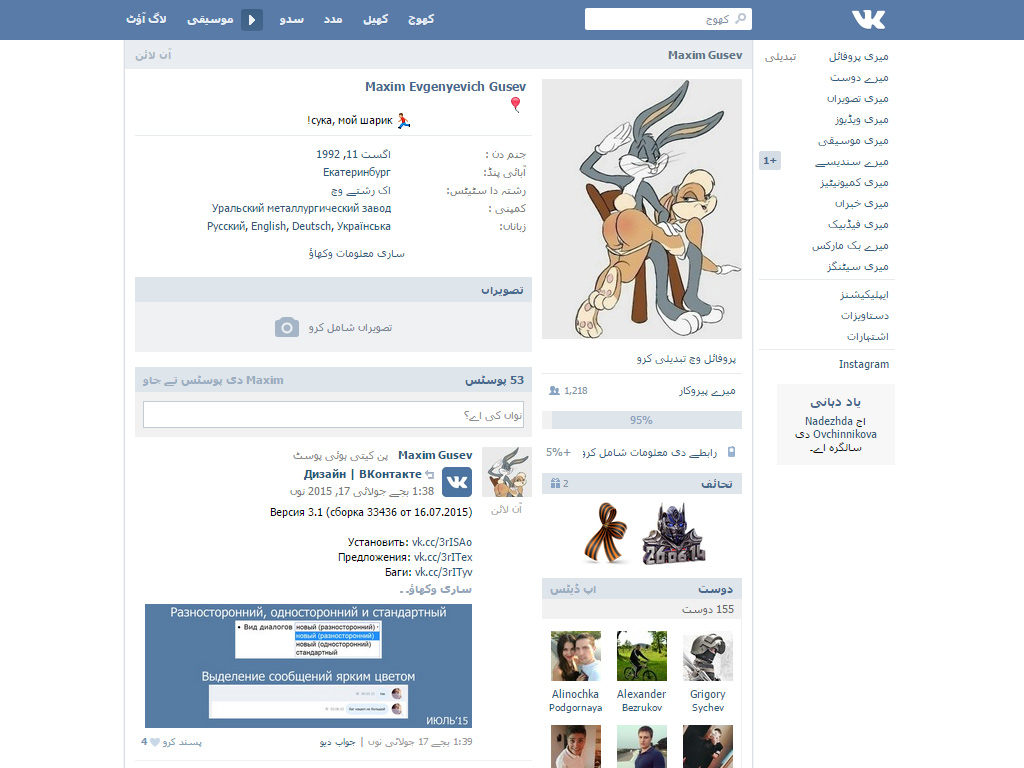 کھوج
کھوج
کھیل
مدد
سدو
موسیقی
لاگ آؤٹ
میری پروفائل
تبدیلی
میرے دوست
میری تصویراں
میری ویڈیوز
میری موسیقی
میرے سندیسے
+1
میری کمیونٹیز
میری خبراں
میری فیڈبیک
میرے بک مارکس
میری سیٹنگز
ایپلیکیشنز
دستاویزات
اشتہارات
Instagram
یاد دہانی
اج Nadezhda
Ovchinnikova دی
سالگرہ اے۔
Maxim Gusev
آن لائن
پروفائل وچ تبدیلی کرو
میرے پیروکار
1,218
95%
رابطے دی معلومات شامل کرو
+5%
تحائف
2
26.06.14
دوست
اپ ڈیٹس
155 دوست
Grigory
Sychev
Alexander
Bezrukov
Alinochka
Podgornaya
Maxim Evgenyevich Gusev
сука, мой шарик!
جنم دن :
اگست 11, 1992
آبائی پنڈ:
Екатеринбург
رشتہ دا سٹیٹس:
اک رشتے وچ
کمپنی :
Уральский металлургический завод
زباناں:
Русский, English, Deutsch, Українська
ساری معلومات وکھاؤ
تصویراں
تصویراں شامل کرو
53 پوسٹس
Maxim دی پوسٹس تے جاو
نواں کی اے؟
Maxim Gusev پن کیتی ہوئی پوسٹ
Дизайн | ВКонтакте
1:38 بجے جولائی 17, 2015 نوں
آن لائن
Версия 3.1 (сборка 33436 от 16.07.2015)
Установить: vk.cc/3rISAo
Предложения: vk.cc/3rITex
Баги: vk.cc/3rITyv
ساری وکھاؤ۔۔
Разносторонний, односторонний и стандартный
• Вид диалогов
новый (разносторонний)
новый (разносторонний)
новый (односторонний)
стандартный
Выделение сообщений ярким цветом
ИЮЛЬ'15
1:39 بجے 17 جولائی نوں | جواب دیو
پسند کرو 4